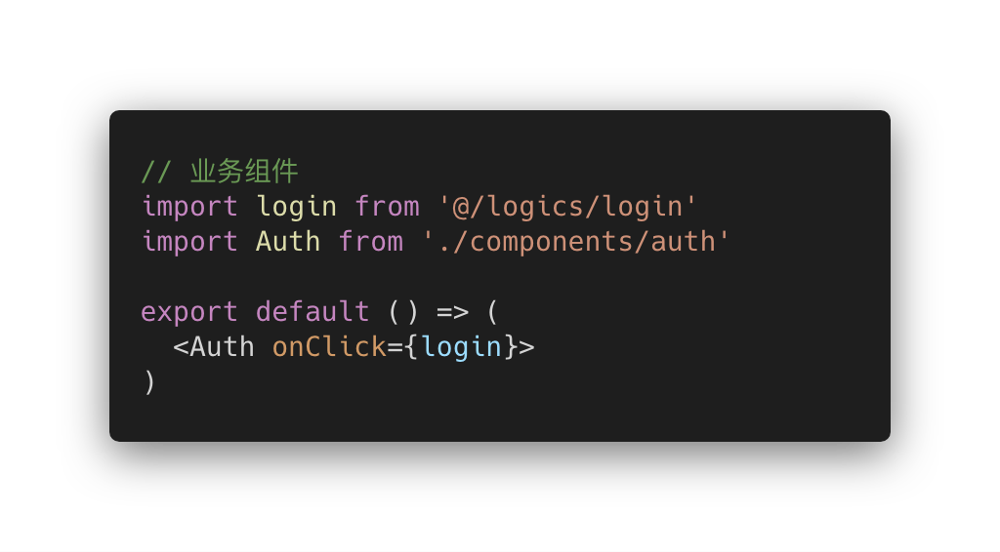 // 业务组件
import login from '@/logics/login'
import Auth from './components/auth'
export default () => (
<Auth onClick={login}>
)